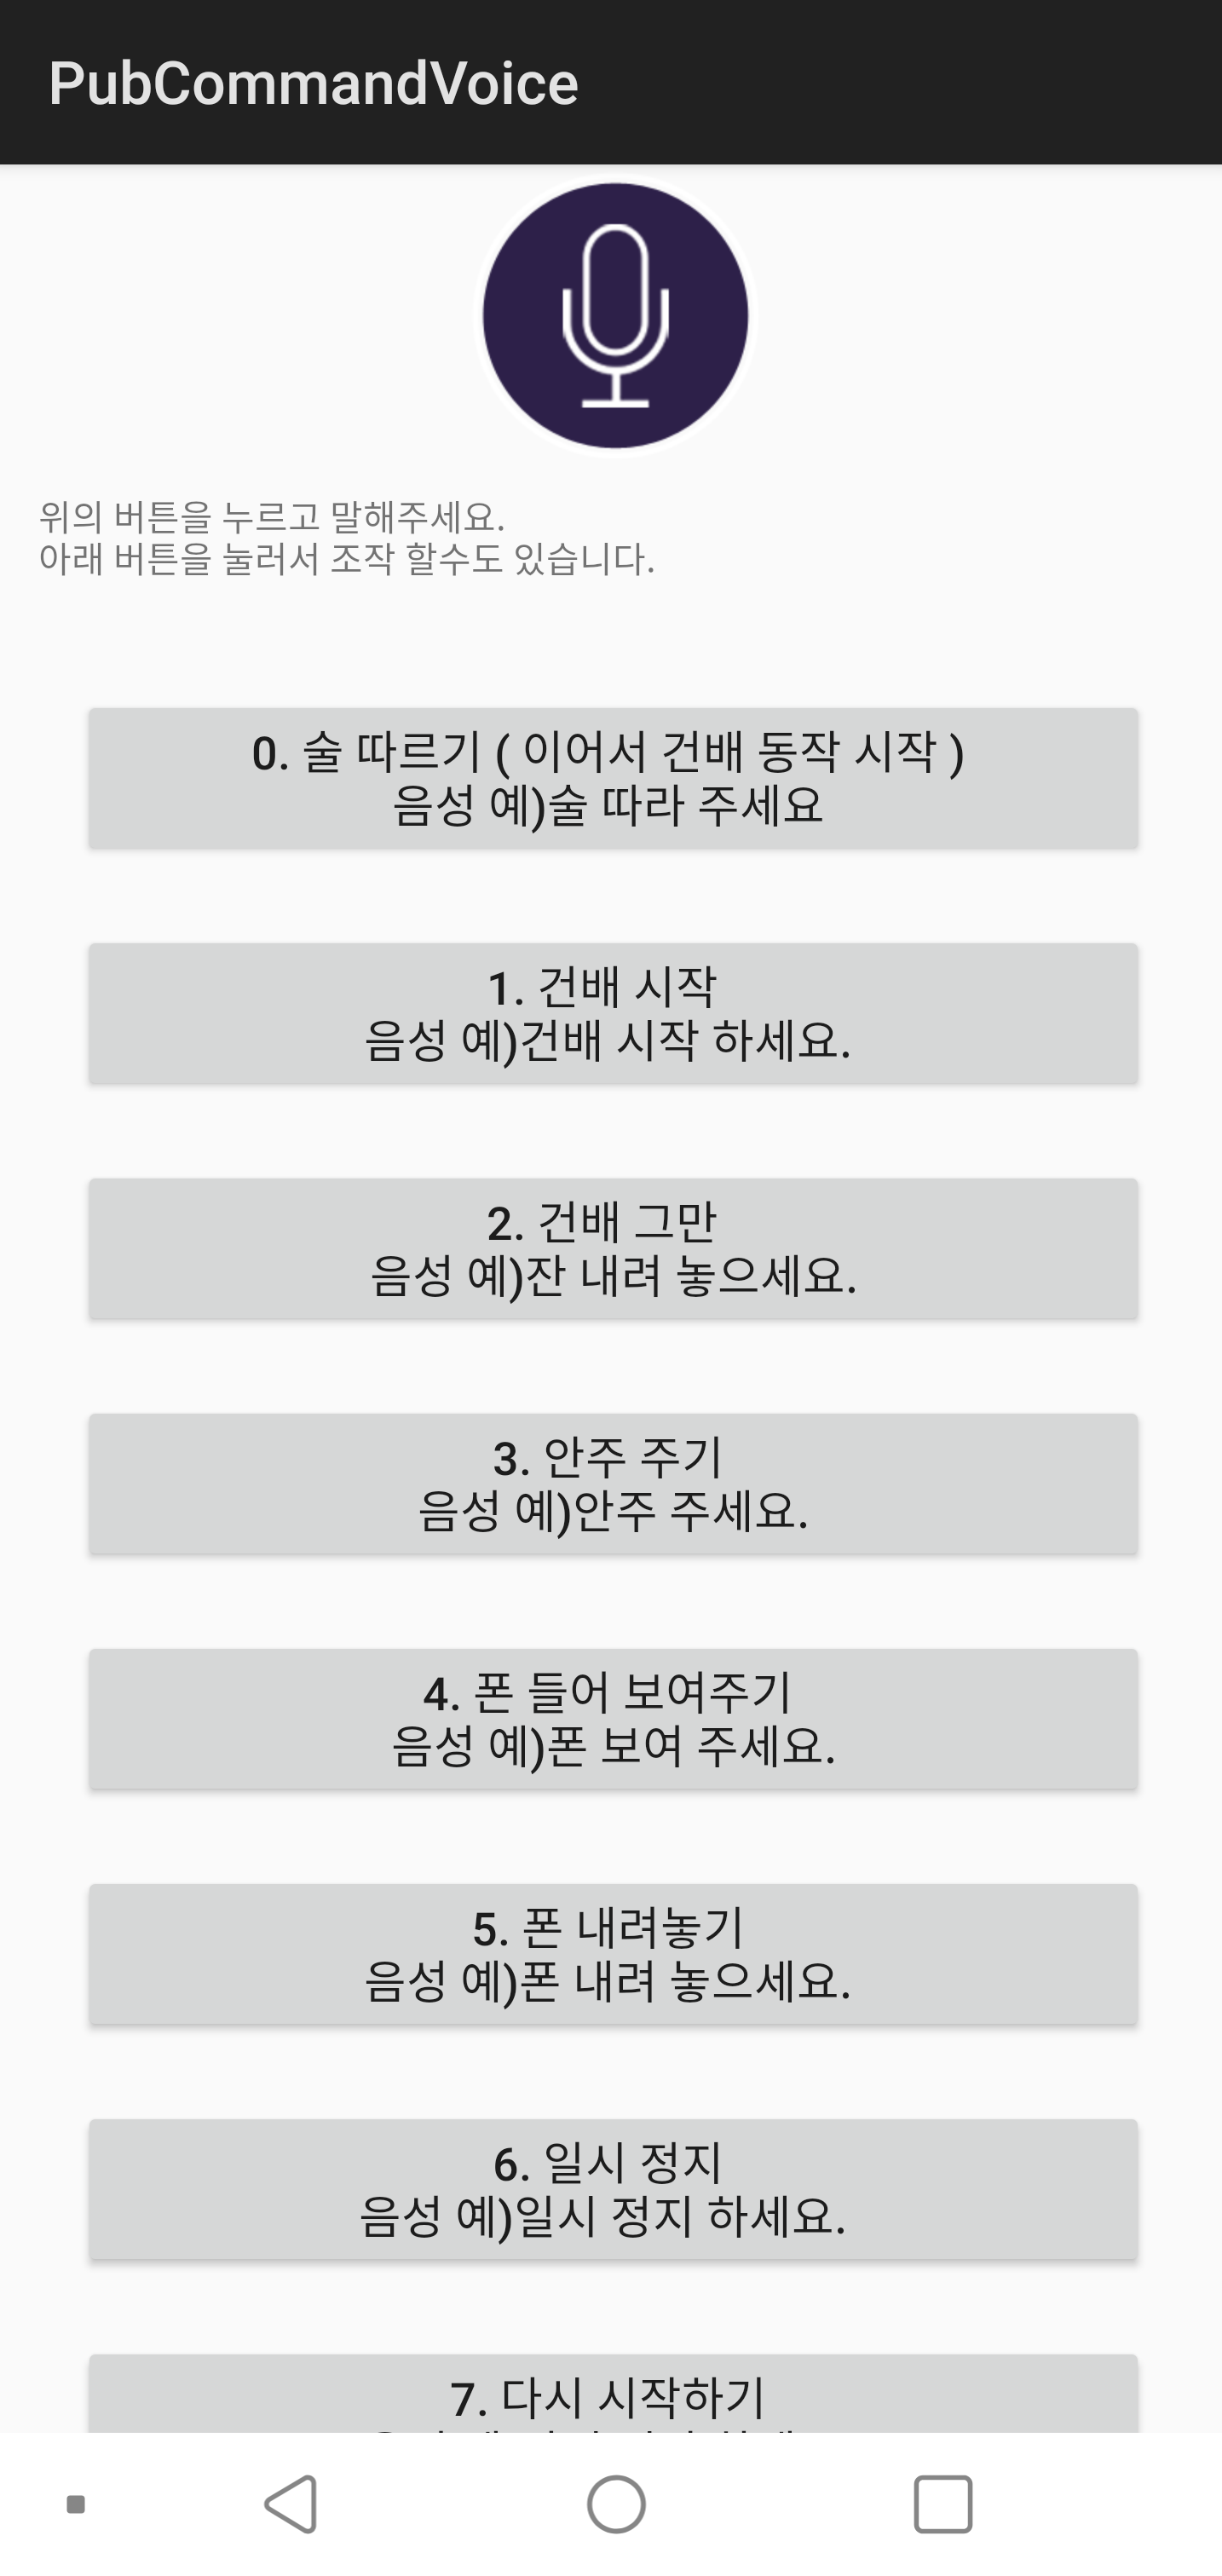 PubCommandVoice
위의 버튼을 누르고 말해주세요.
아래 버튼을 눌러서 조작 할수도 있습니다.
0. 술 따르기 ( 이어서 건배 동작 시작 )
음성 예)술 따라 주세요
1. 건배 시작
음성 예)건배 시작 하세요.
2. 건배 그만
음성 예)잔 내려 놓으세요.
3. 안주 주기
음성 예)안주 주세요.
4. 폰 들어 보여주기
음성 예)폰 보여 주세요.
5. 폰 내려놓기
음성 예)폰 내려 놓으세요.
6. 일시 정지
음성 예)일시 정지 하세요.
7. 다시 시작하기